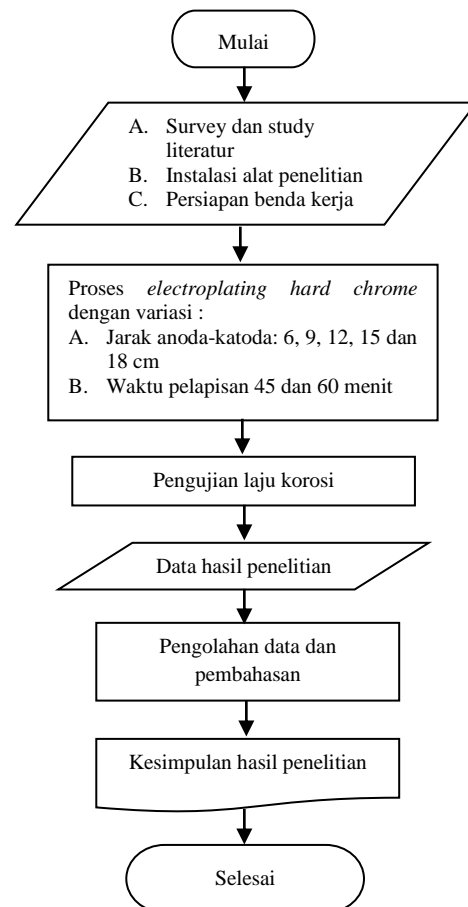 Mulai
A. Survey dan study
literatur
B. Instalasi alat penelitian
C. Persiapan benda kerja
Proses electroplating hard chrome
dengan variasi :
A. Jarak anoda-katoda: 6, 9, 12, 15 dan
18 cm
B. Waktu pelapisan 45 dan 60 menit
Pengujian laju korosi
Data hasil penelitian
Pengolahan data dan
pembahasan
Kesimpulan hasil penelitian
Selesai